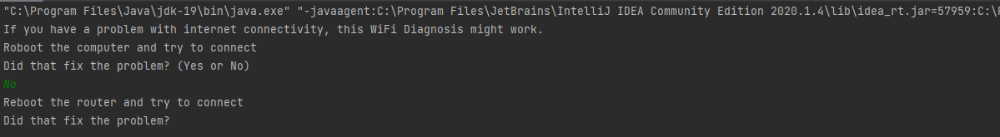 "C:\Program Files\Java\jdk-19\bin\java.exe" "-javaagent:C:\Program Files\JetBrains\IntelliJ IDEA Community Edition 2020.1.4\lib\idea_rt.jar=57959:C:\
If you have a problem with internet connectivity, this WiFi Diagnosis might work.
Roboot the computer and try to connect
Did that fix the problem? (Yes or No)
No
Reboot the router and try to connect
Did that fix the problem?